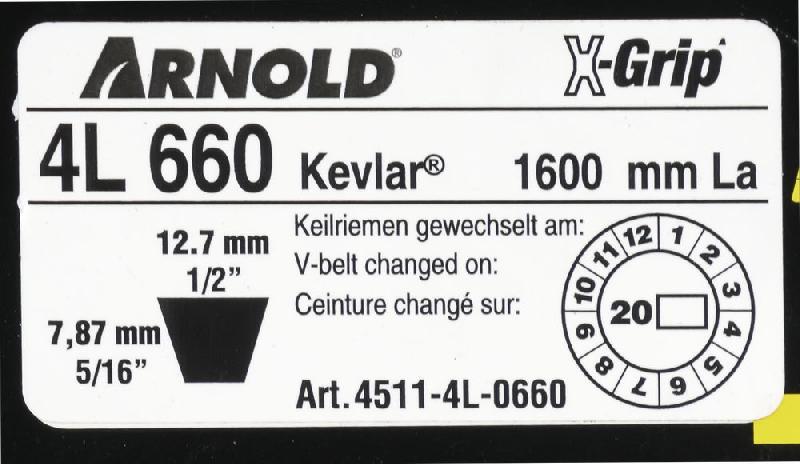 ARNOLD®
X-Grip
4L 660 Kevlar® 1600 mm La
12.7 mm
1/2”
7,87 mm
5/16”
Keilriemen gewechselt am:
V-belt changed on:
Ceinture changé sur:
Art. 4511-4L-0660
1 2 3 4 5 6 7 8 9 10 11 12
20